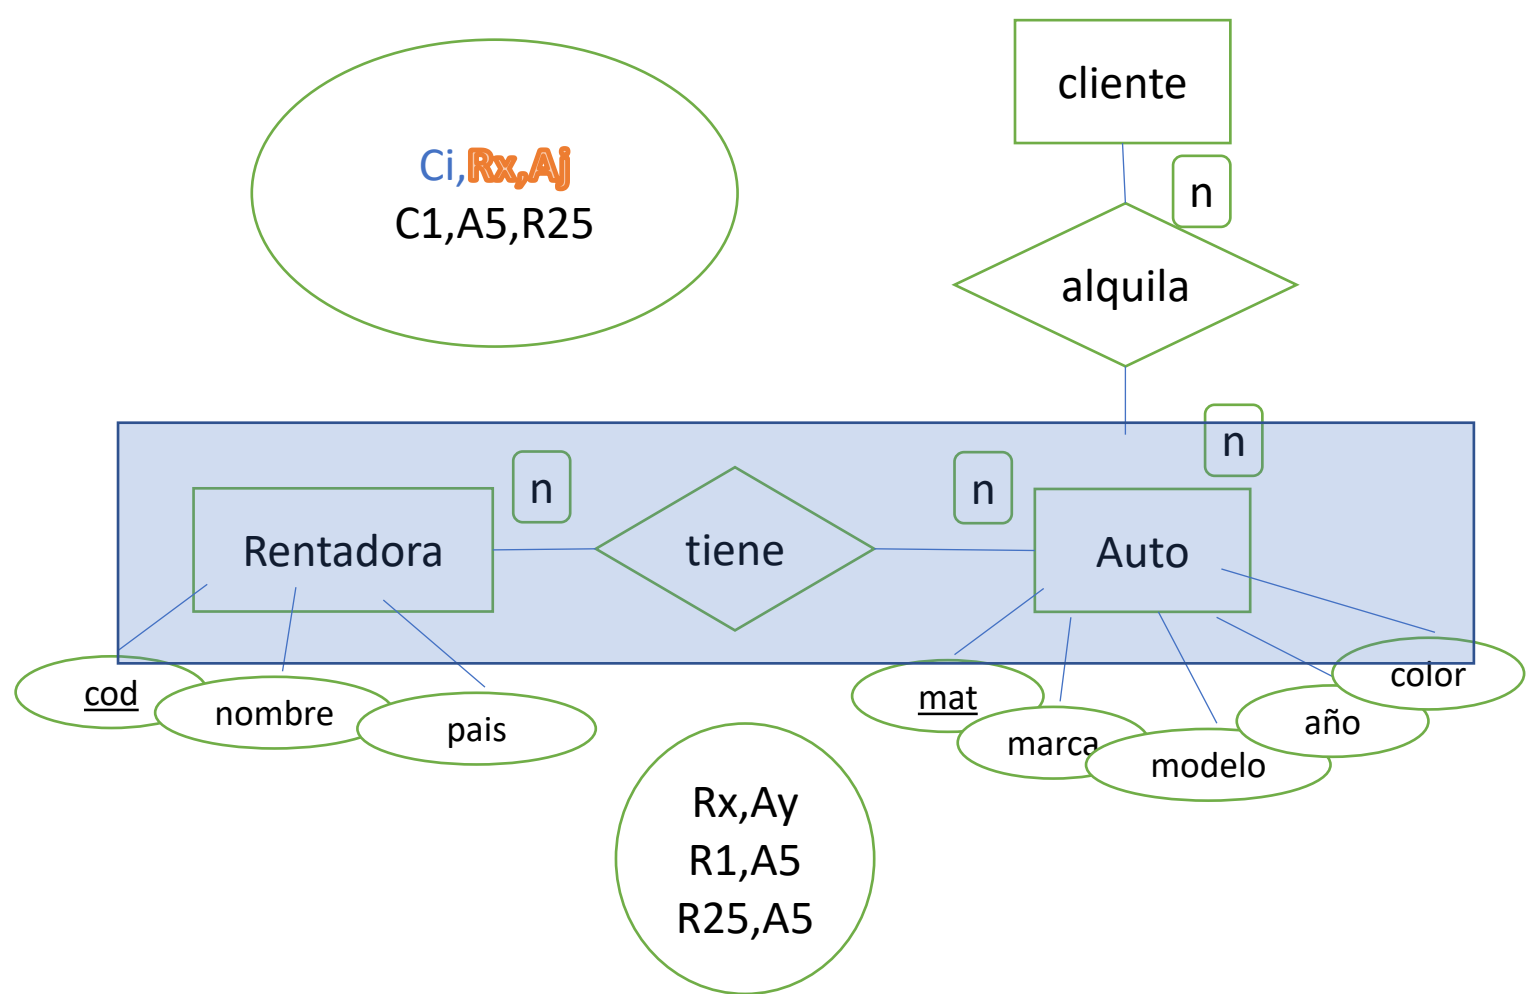 cliente
Ci,Rx,Aj
n
C1,A5,R25
alquila
n
n
n
Rentadora
tiene
Auto
color
cod
mat
nombre
año
pais
marca
modelo
Rx,Ay
R1,A5
R25,A5